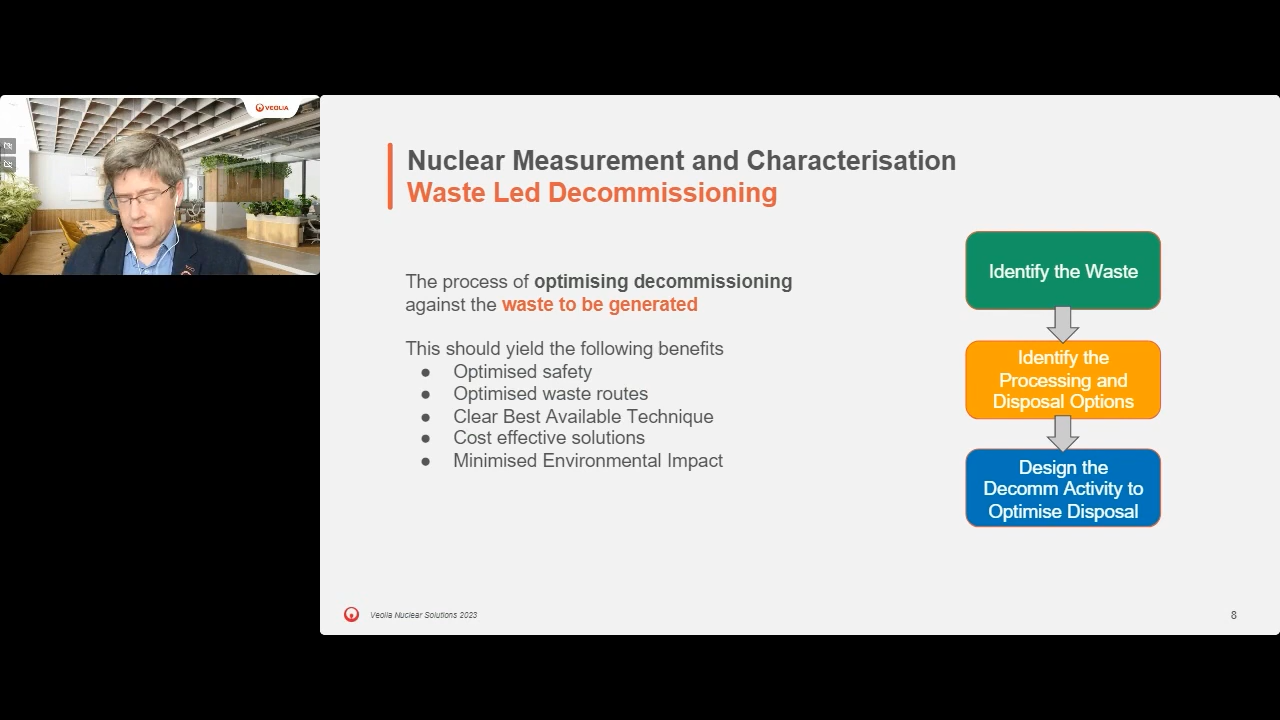 VEOLIA
Nuclear Measurement and Characterisation
Waste Led Decommissioning
The process of optimising decommissioning
against the waste to be generated
This should yield the following benefits
● Optimised safety
● Optimised waste routes
● Clear Best Available Technique
● Cost effective solutions
● Minimised Environmental Impact
Identify the Waste
Identify the
Processing and
Disposal Options
Design the
Decomm Activity to
Optimise Disposal
Veolia Nuclear Solutions 2023
8